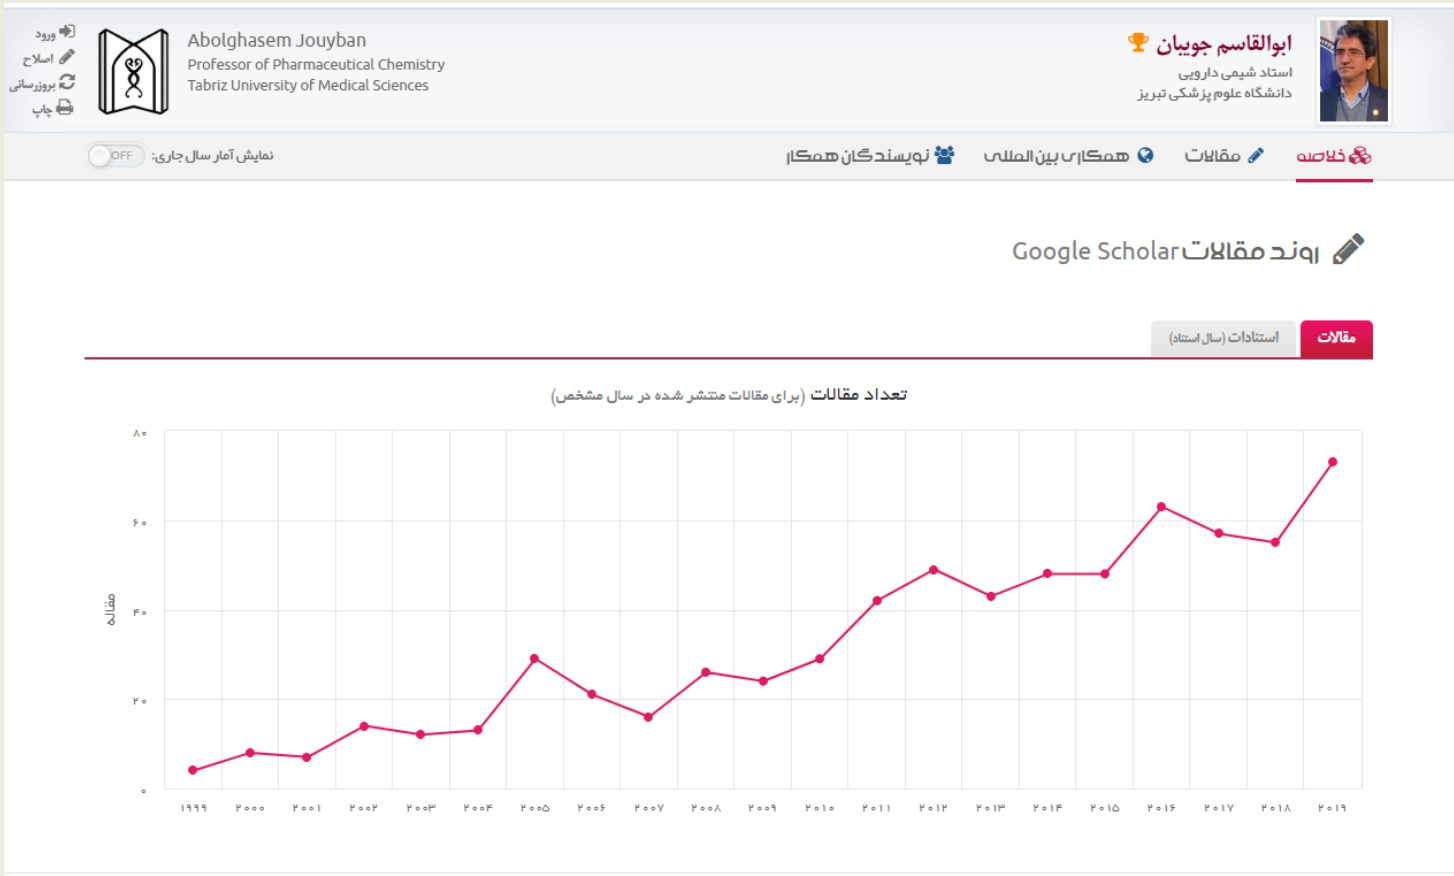 ورود
اصلاح
بروزرسانی
چاپ
Abolghasem Jouyban
Professor of Pharmaceutical Chemistry
Tabriz University of Medical Sciences
ابوالقاسم جویبان
استاد شیمی دارویی
دانشگاه علوم پزشکی تبریز
خلاصه مقالات همکاری بین المللی نویسندگان همکار
نمایش آمار سال جاری: OFF
روند مقالات Google Scholar
مقالات استنادات (سال استناد)
تعداد مقالات (برای مقالات منتشر شده در سال مشخص)
۸۰
۶۰
۴۰
۲۰
۰
مقاله
۱۹۹۹ ۲۰۰۰ ۲۰۰۱ ۲۰۰۲ ۲۰۰۳ ۲۰۰۴ ۲۰۰۵ ۲۰۰۶ ۲۰۰۷ ۲۰۰۸ ۲۰۰۹ ۲۰۱۰ ۲۰۱۱ ۲۰۱۲ ۲۰۱۳ ۲۰۱۴ ۲۰۱۵ ۲۰۱۶ ۲۰۱۷ ۲۰۱۸ ۲۰۱۹